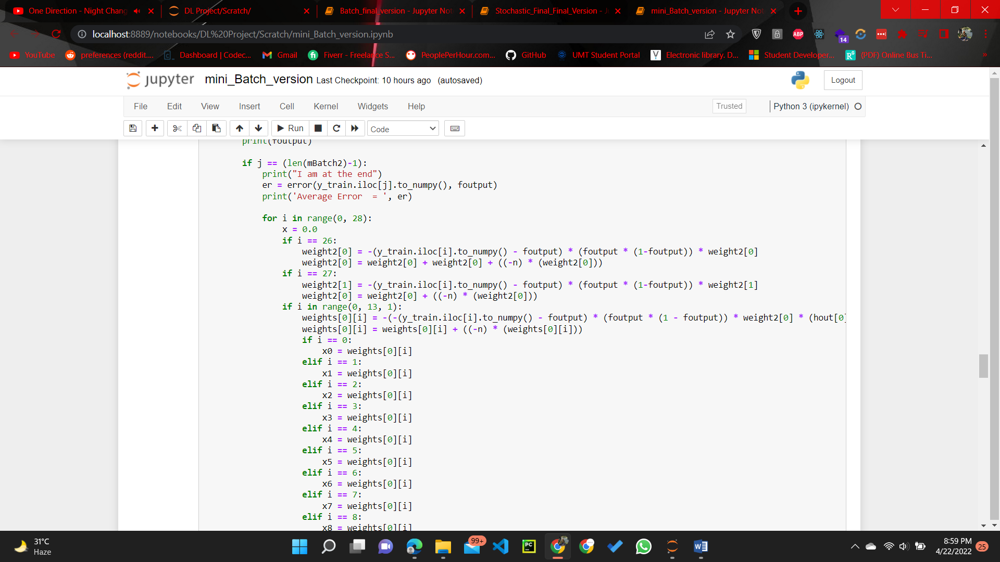 One Direction - Night Chang
DL Project/Scratch/
Batch_final_version - Jupyter Not
Stochastic_Final_Final_Version - J
mini_Batch_version - Jupyter Not
localhost:8889/notebooks/DL%20Project/Scratch/mini_Batch_version.ipynb
ABP
14
YouTube
preferences (reddit....
Dashboard | Codec...
Gmail
Fiverr - Freelance S...
PeoplePerHour.com...
GitHub
UMT Student Portal
Electronic library. D...
Student Developer...
(PDF) Online Bus Ti...
»
jupyter mini_Batch_version Last Checkpoint: 10 hours ago (autosaved)
Logout
File Edit View Insert Cell Kernel Widgets Help
Trusted
Python 3 (ipykernel)
Run
Code
print(foutput)
if j == (len(mBatch2)-1):
print("I am at the end")
er = error(y_train.iloc[j].to_numpy(), foutput)
print('Average Error  = ', er)
for i in range(0, 28):
x = 0.0
if i == 26:
weight2[0] = -(y_train.iloc[i].to_numpy() - foutput) * (foutput * (1-foutput)) * weight2[0]
weight2[0] = weight2[0] + weight2[0] + ((-n) * (weight2[0]))
if i == 27:
weight2[1] = -(y_train.iloc[i].to_numpy() - foutput) * (foutput * (1-foutput)) * weight2[1]
weight2[0] = weight2[0] + ((-n) * (weight2[0]))
if i in range(0, 13, 1):
weights[0][i] = -(-(y_train.iloc[i].to_numpy() - foutput) * (foutput * (1 - foutput)) * weight2[0] * (hout[0]
weights[0][i] = weights[0][i] + ((-n) * (weights[0][i]))
if i == 0:
x0 = weights[0][i]
elif i == 1:
x1 = weights[0][i]
elif i == 2:
x2 = weights[0][i]
elif i == 3:
x3 = weights[0][i]
elif i == 4:
x4 = weights[0][i]
elif i == 5:
x5 = weights[0][i]
elif i == 6:
x6 = weights[0][i]
elif i == 7:
x7 = weights[0][i]
elif i == 8:
x8 = weights[0][i]
31°C
Haze
99+
PC
8:59 PM
4/22/2022
25